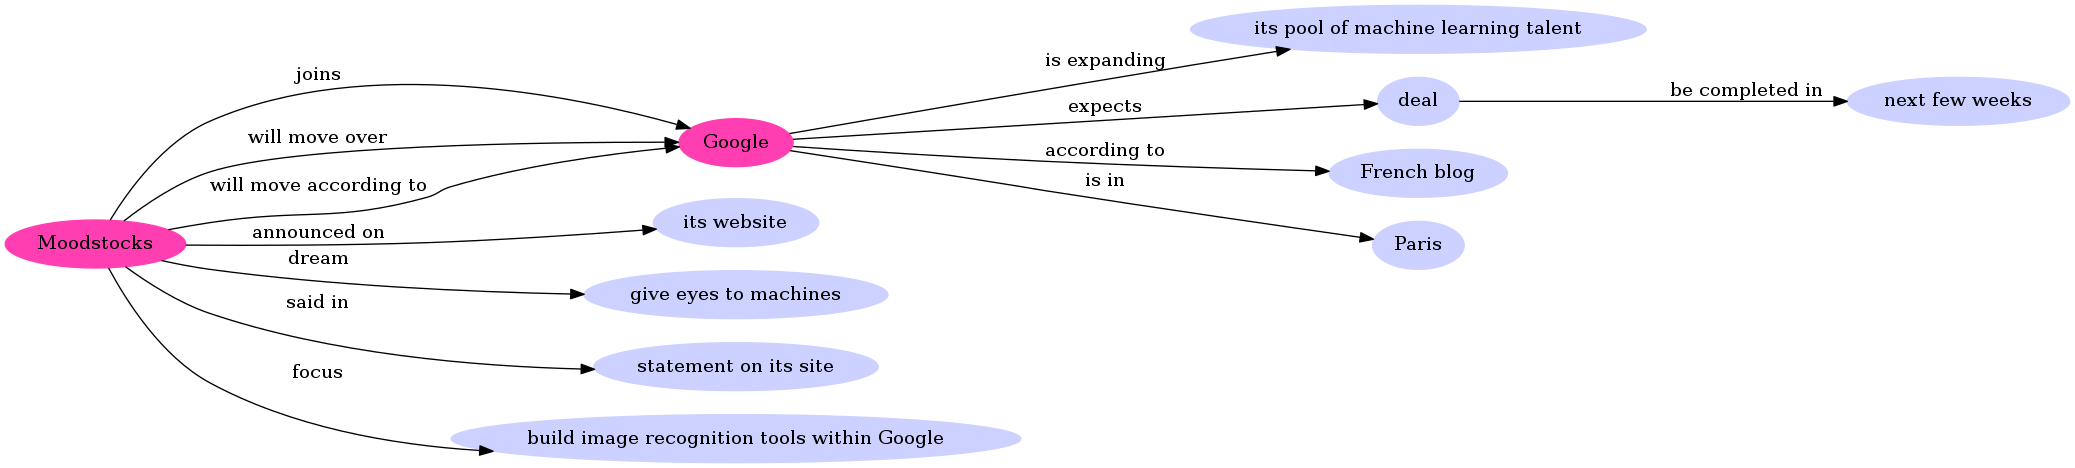 its pool of machine learning talent
is expanding
joins
deal
be completed in
next few weeks
expects
will move over
Google
according to
French blog
will move according to
is in
its website
announced on
Moodstocks
Paris
dream
give eyes to machines
said in
statement on its site
focus
build image recognition tools within Google